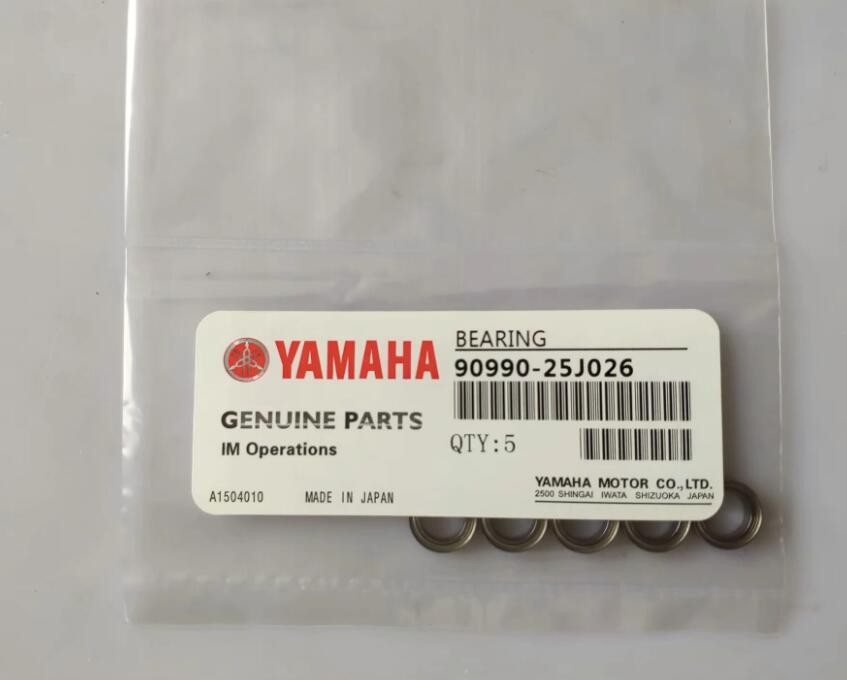 YAMAHA
GENUINE PARTS
IM Operations
A1504010 MADE IN JAPAN
BEARING
90990-25J026
QTY:5
YAMAHA MOTOR CO.,LTD.
2500 SHINGAI IWATA SHIZUOKA JAPAN